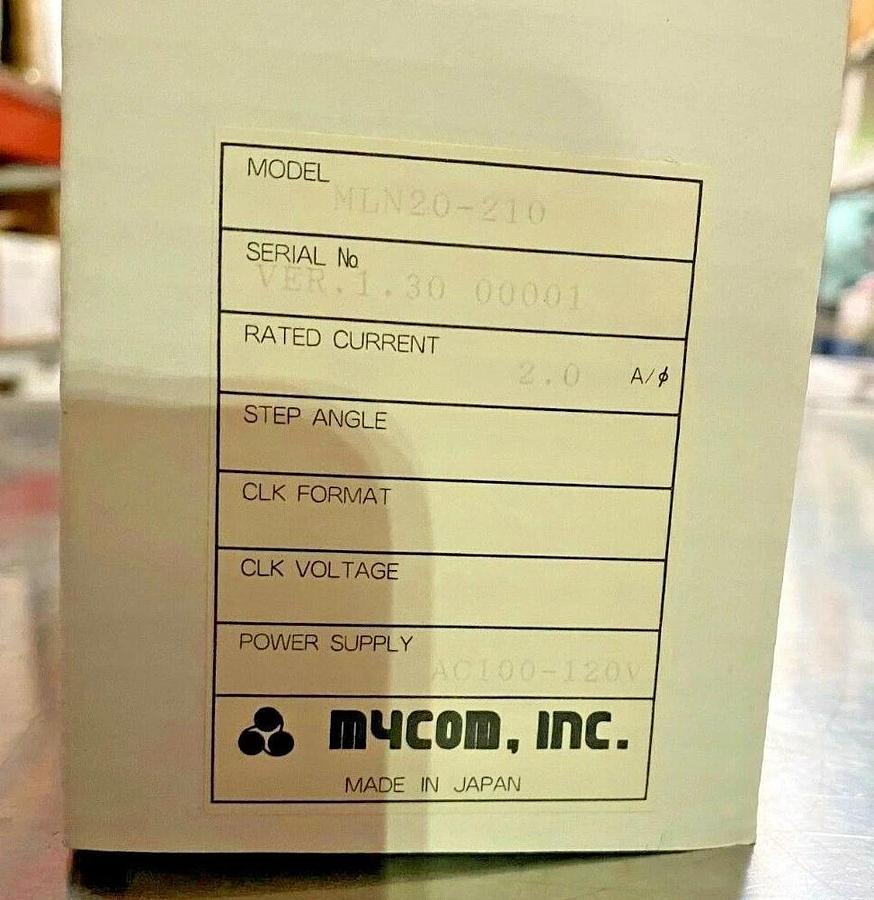 MODEL
MLN20-210
SERIAL No
VER.1.30 00001
RATED CURRENT
2.0 A/ϕ
STEP ANGLE
CLK FORMAT
CLK VOLTAGE
POWER SUPPLY
AC100-120V
MYCOM, INC.
MADE IN JAPAN